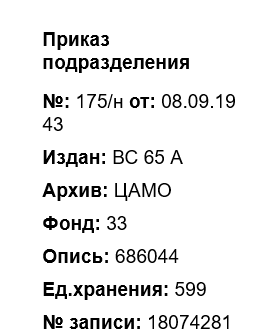 Приказ
подразделения
№: 175/н от: 08.09.19
43
Издан: ВС 65 А
Архив: ЦАМО
Фонд: 33
Опись: 686044
Ед.хранения: 599
№ записи: 18074281